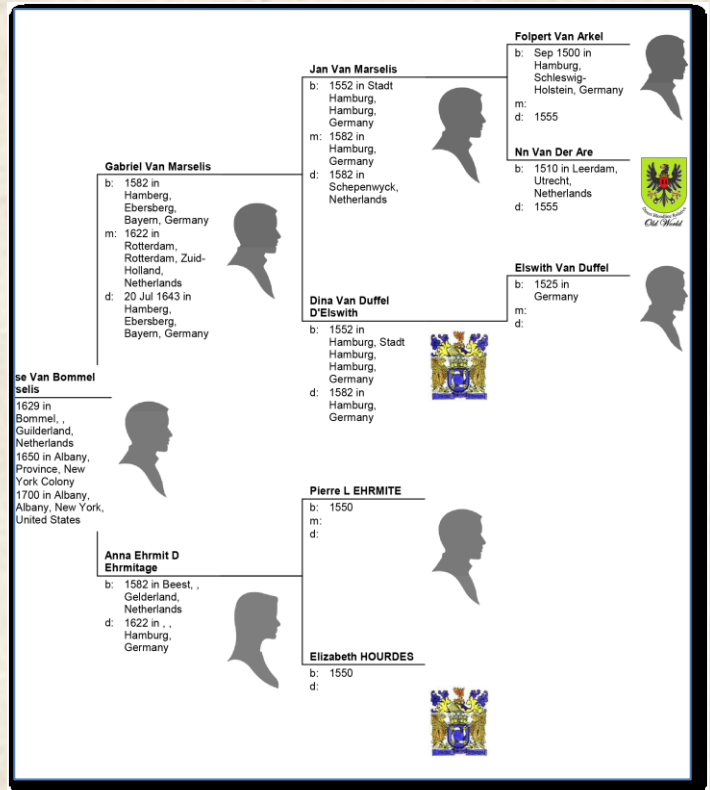 Folpert Van Arkel
b: Sep 1500 in
Hamburg,
Schleswig-
Holstein, Germany
m:
d: 1555
Jan Van Marselis
b: 1552 in Stadt
Hamburg,
Hamburg,
Germany
m: 1582 in
Hamburg,
Germany
d: 1582 in
Schepenwyck,
Netherlands
Nn Van Der Are
b: 1510 in Leerdam,
Utrecht,
Netherlands
d: 1555
Old World
Gabriel Van Marselis
b: 1582 in
Hamberg,
Ebersberg,
Bayern, Germany
m: 1622 in
Rotterdam,
Rotterdam, Zuid-
Holland,
Netherlands
d: 20 Jul 1643 in
Hamberg,
Ebersberg,
Bayern, Germany
Elswith Van Duffel
b: 1525 in
Germany
m:
d:
Dina Van Duffel
D'Elswith
b: 1552 in
Hamburg, Stadt
Hamburg,
Hamburg,
Germany
d: 1582 in
Hamburg,
Germany
se Van Bommel
selis
1629 in
Bommel, ,
Guilderland,
Netherlands
1650 in Albany,
Province, New
York Colony
1700 in Albany,
Albany, New York,
United States
Pierre L EHRMITE
b: 1550
m:
d:
Anna Ehrmit D
Ehrmitage
b: 1582 in Beest, ,
Gelderland,
Netherlands
d: 1622 in , ,
Hamburg,
Germany
Elizabeth HOURDES
b: 1550
d: